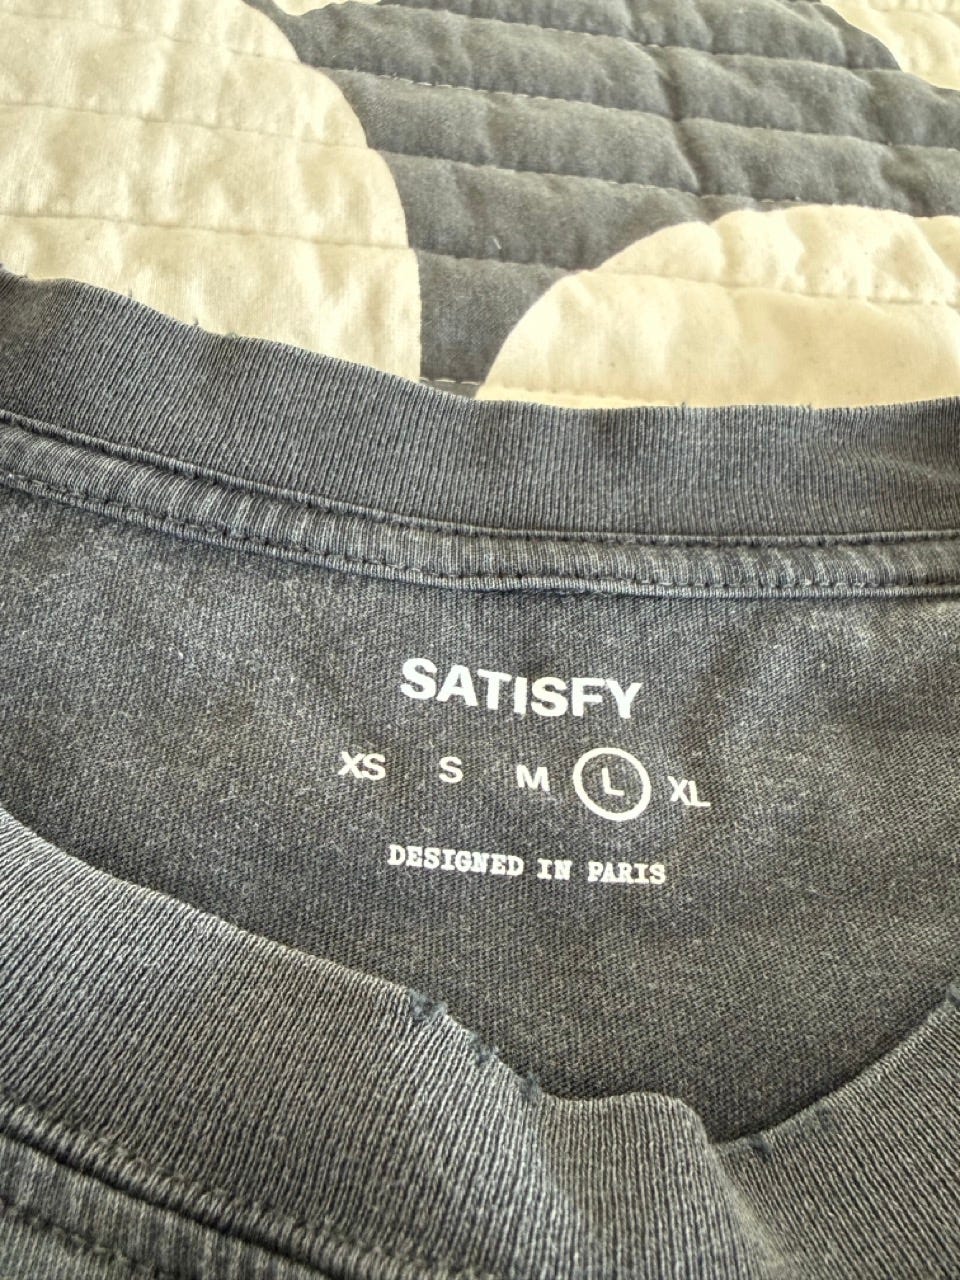 SATISFY
XS S M L XL
DESIGNED IN PARIS